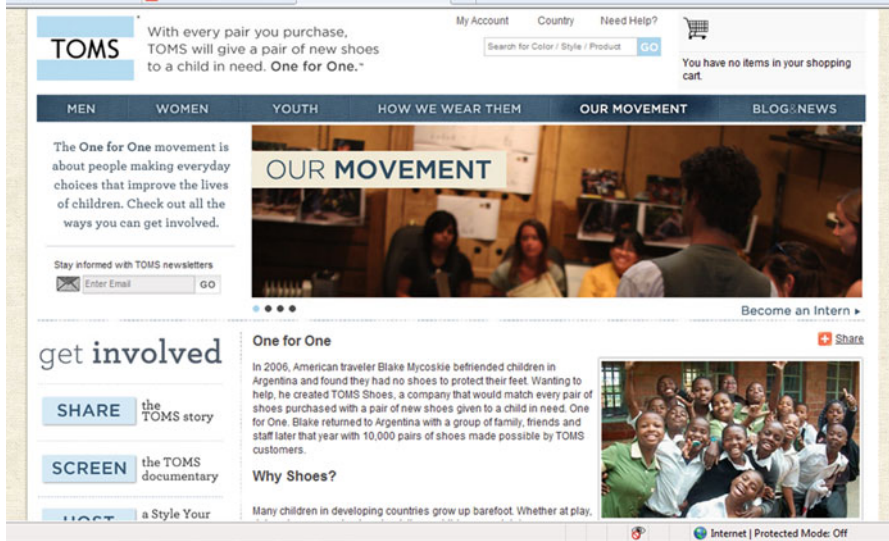 My Account Country Need Help?
TOMS
With every pair you purchase,
TOMS will give a pair of new shoes
to a child in need. One for One.™
Search for Color / Style / Product GO
You have no items in your shopping
cart.
MEN WOMEN YOUTH HOW WE WEAR THEM OUR MOVEMENT BLOG&NEWS
The One for One movement is
about people making everyday
choices that improve the lives
of children. Check out all the
ways you can get involved.
Stay informed with TOMS newsletters
Enter Email GO
OUR MOVEMENT
Become an Intern ▸
get involved
SHARE the
TOMS story
SCREEN the TOMS
documentary
HOST a Style Your
One for One
Share
In 2006, American traveler Blake Mycoskie befriended children in
Argentina and found they had no shoes to protect their feet. Wanting to
help, he created TOMS Shoes, a company that would match every pair of
shoes purchased with a pair of new shoes given to a child in need. One
for One. Blake returned to Argentina with a group of family, friends and
staff later that year with 10,000 pairs of shoes made possible by TOMS
customers.
Why Shoes?
Many children in developing countries grow up barefoot. Whether at play,
Internet | Protected Mode: Off